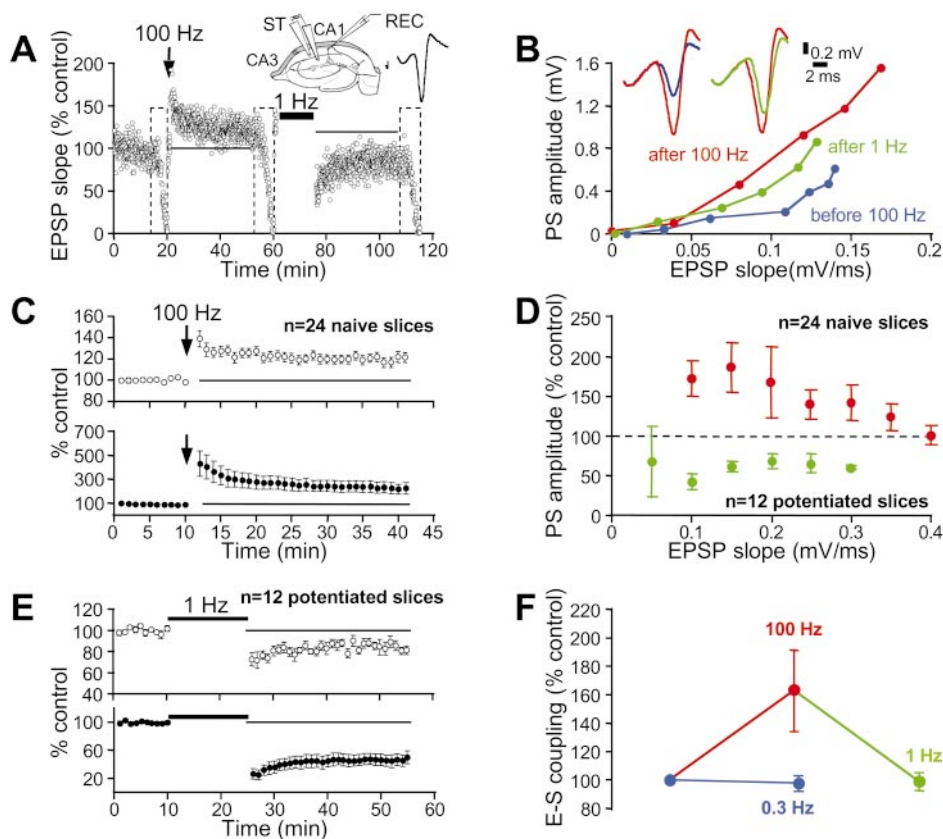 A
100 Hz
ST
CA1
REC
CA3
1 Hz
EPSP slope (% control)
200
150
100
50
0
0 20 40 60 80 100 120
Time (min)
B
PS amplitude (mV)
1.6
1.2
0.8
0.4
0
0.2 mV
2 ms
after 100 Hz
after 1 Hz
before 100 Hz
0 0.05 0.1 0.15 0.2
EPSP slope(mV/ms)
C
100 Hz
n=24 naive slices
160
140
120
100
80
% control
700
500
300
100
0 5 10 15 20 25 30 35 40 45
Time (min)
D
PS amplitude (% control)
250
200
150
100
50
0
n=24 naive slices
n=12 potentiated slices
0 0.1 0.2 0.3 0.4
EPSP slope (mV/ms)
E
1 Hz
n=12 potentiated slices
120
100
80
60
40
% control
100
60
20
0 10 20 30 40 50 60
Time (min)
F
E-S coupling (% control)
220
200
180
160
140
120
100
80
100 Hz
1 Hz
0.3 Hz